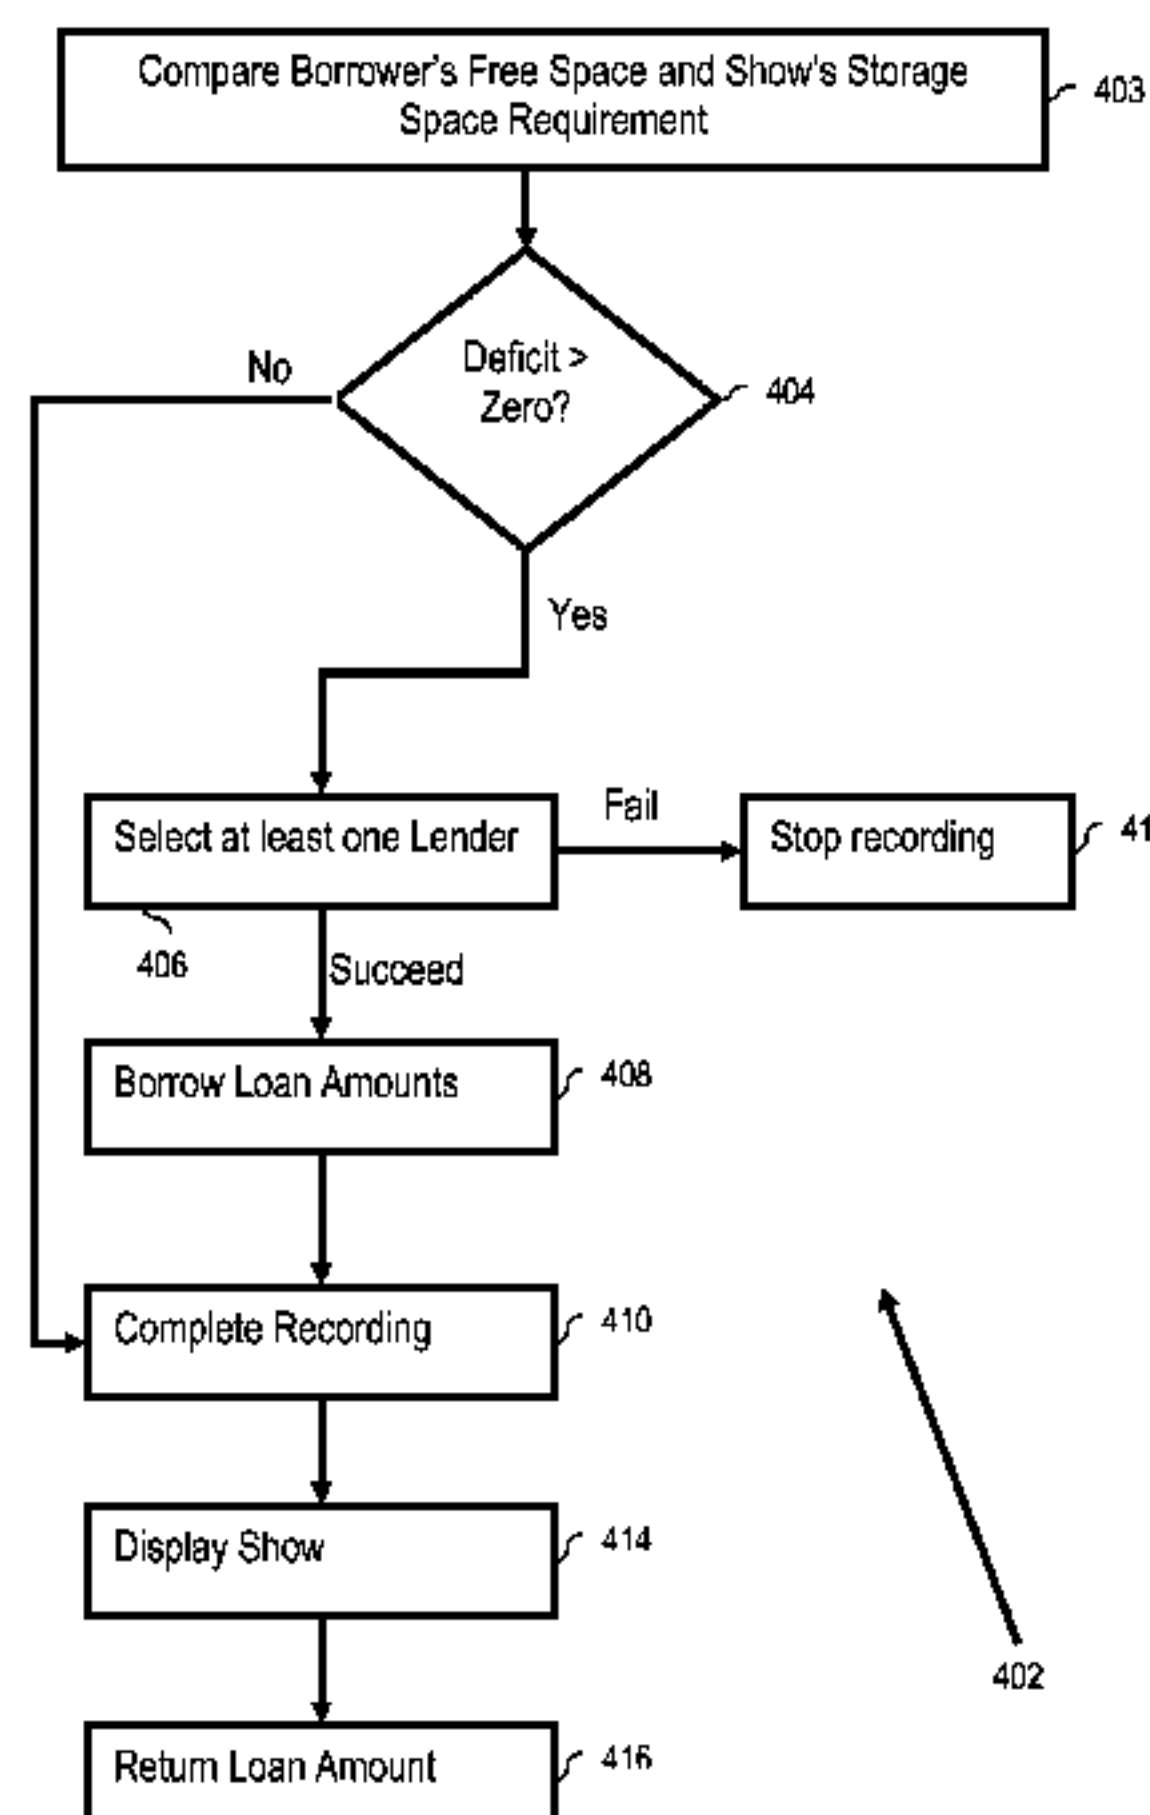 Compare Borrower's Free Space and Show's Storage
Space Requirement
403
Deficit >
Zero?
404
No
Yes
Select at least one Lender
406
Fail
Stop recording
41
Succeed
Borrow Loan Amounts
408
Complete Recording
410
Display Show
414
402
Return Loan Amount
416